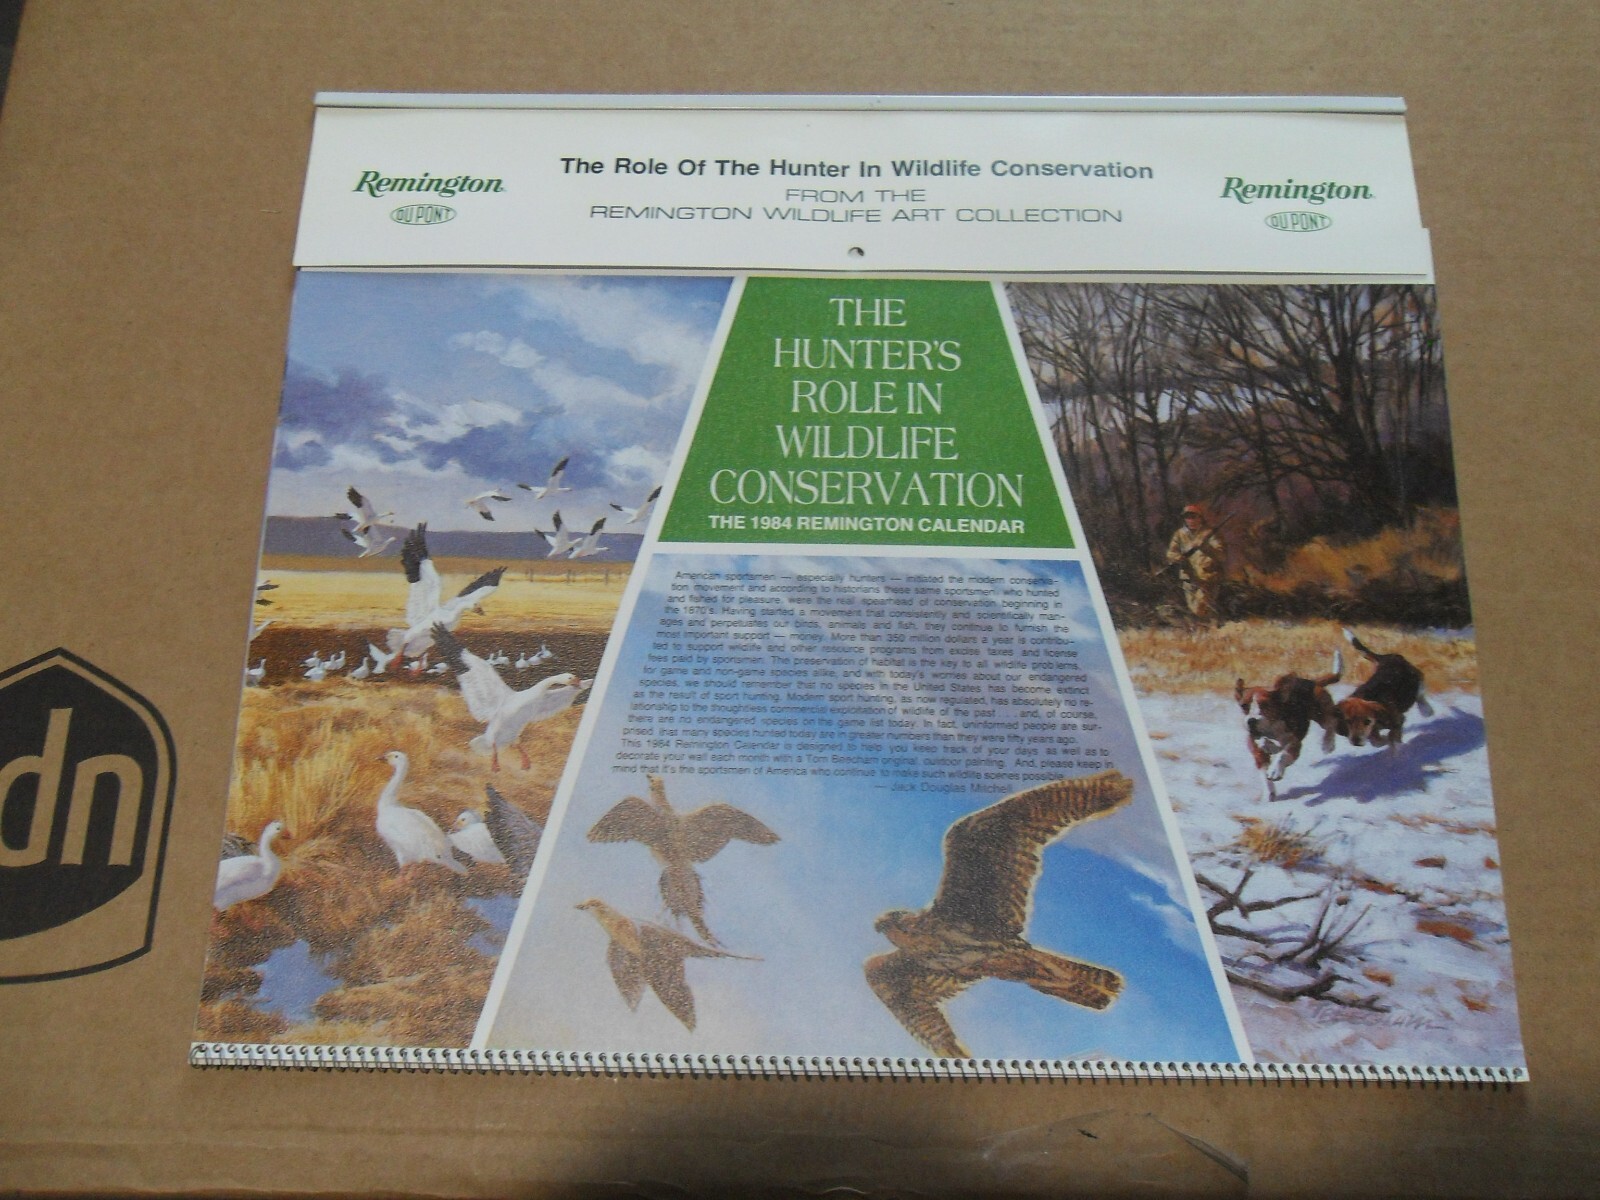 The Role Of The Hunter In Wildlife Conservation
FROM THE
REMINGTON WILDLIFE ART COLLECTION
Remington
DU PONT
Remington
DU PONT
THE
HUNTER'S
ROLE IN
WILDLIFE
CONSERVATION
THE 1984 REMINGTON CALENDAR
American sportsmen — especially hunters — initiated the modern conserva-
tion movement and according to historians these same sportsmen, who hunted
and fished for pleasure, were the real spearhead of conservation beginning in
the 1870's. Having started a movement that consistently and scientifically man-
ages and perpetuates our birds, animals and fish, they continue to furnish the
most important support — money. More than 350 million dollars a year is contribu-
ted to support wildlife and other resource programs from excise taxes and license
fees paid by sportsmen. The preservation of habitat is the key to all wildlife problems,
for game and non-game species alike, and with today's worries about our endangered
species, we should remember that no species in the United States has become extinct
as the result of sport hunting. Modern sport hunting, as now regulated, has absolutely no re-
lationship to the thoughtless commercial exploitation of wildlife of the past . . . and, of course,
there are no endangered species on the game list today. In fact, uninformed people are sur-
prised that many species hunted today are in greater numbers than they were fifty years ago.
This 1984 Remington Calendar is designed to help you keep track of your days as well as to
decorate your wall each month with a Tom Beecham original outdoor painting. And, please keep in
mind that it's the sportsmen of America who continue to make such wildlife scenes possible.
— Jack Douglas Mitchell
dn